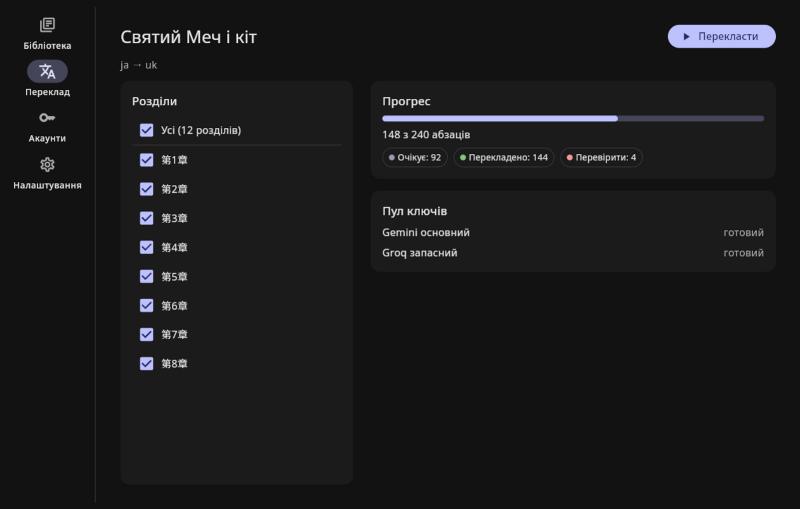 Бібліотека
Переклад
Акаунти
Налаштування
Святий Меч і кіт
Перекласти
ja → uk
Розділи
Усі (12 розділів)
第1章
第2章
第3章
第4章
第5章
第6章
第7章
第8章
Прогрес
148 з 240 абзаців
Очікує: 92
Перекладено: 144
Перевірити: 4
Пул ключів
Gemini основний готовий
Groq запасний готовий